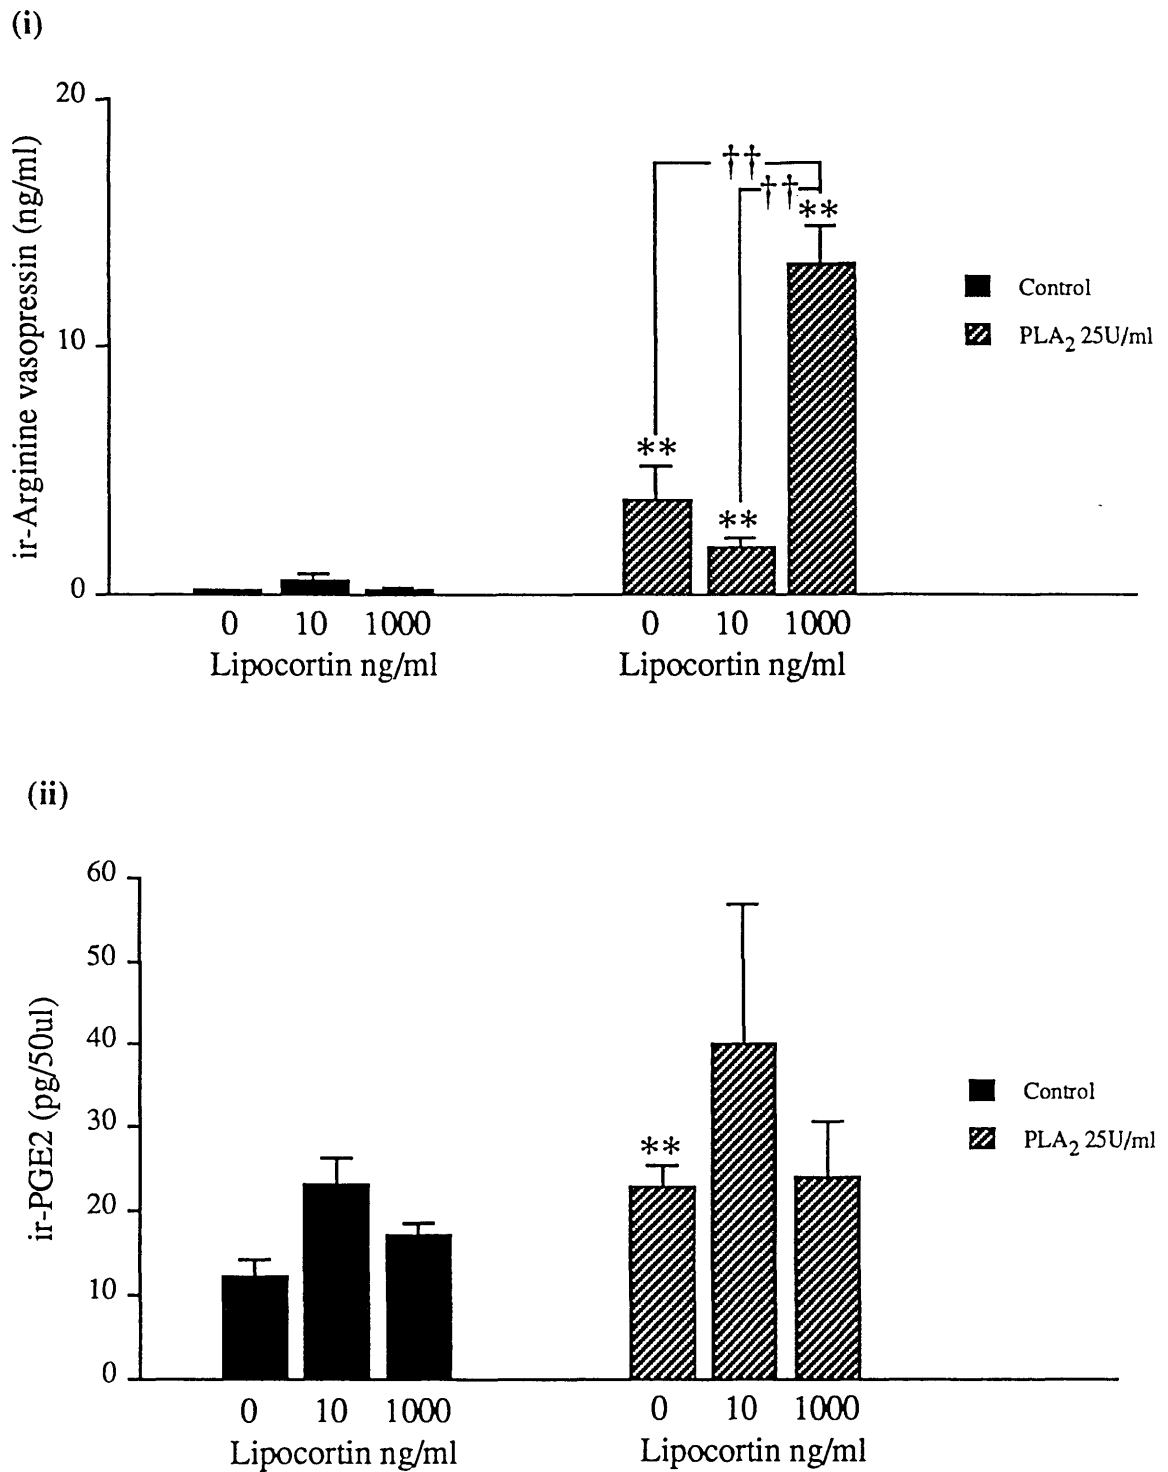 (i)
ir-Arginine vasopressin (ng/ml)
20
10
0
††
††
**
**
**
Control
PLA2 25U/ml
0 10 1000 0 10 1000
Lipocortin ng/ml Lipocortin ng/ml
(ii)
ir-PGE2 (pg/50ul)
60
50
40
30
20
10
0
**
Control
PLA2 25U/ml
0 10 1000 0 10 1000
Lipocortin ng/ml Lipocortin ng/ml